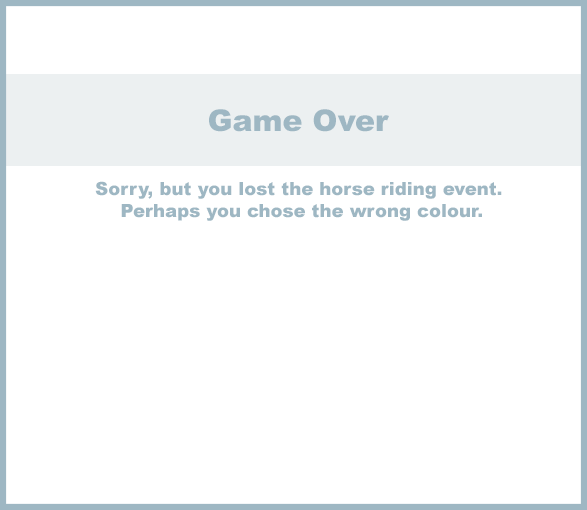 Game Over
Sorry, but you lost the horse riding event.
Perhaps you chose the wrong colour.